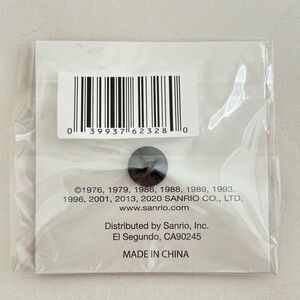 0 39937 62328 0
©1976, 1979, 1986, 1988, 1989, 1993,
1996, 2001, 2013, 2020 SANRIO CO., LTD.
www.sanrio.com
Distributed by Sanrio, Inc.
El Segundo, CA90245
MADE IN CHINA